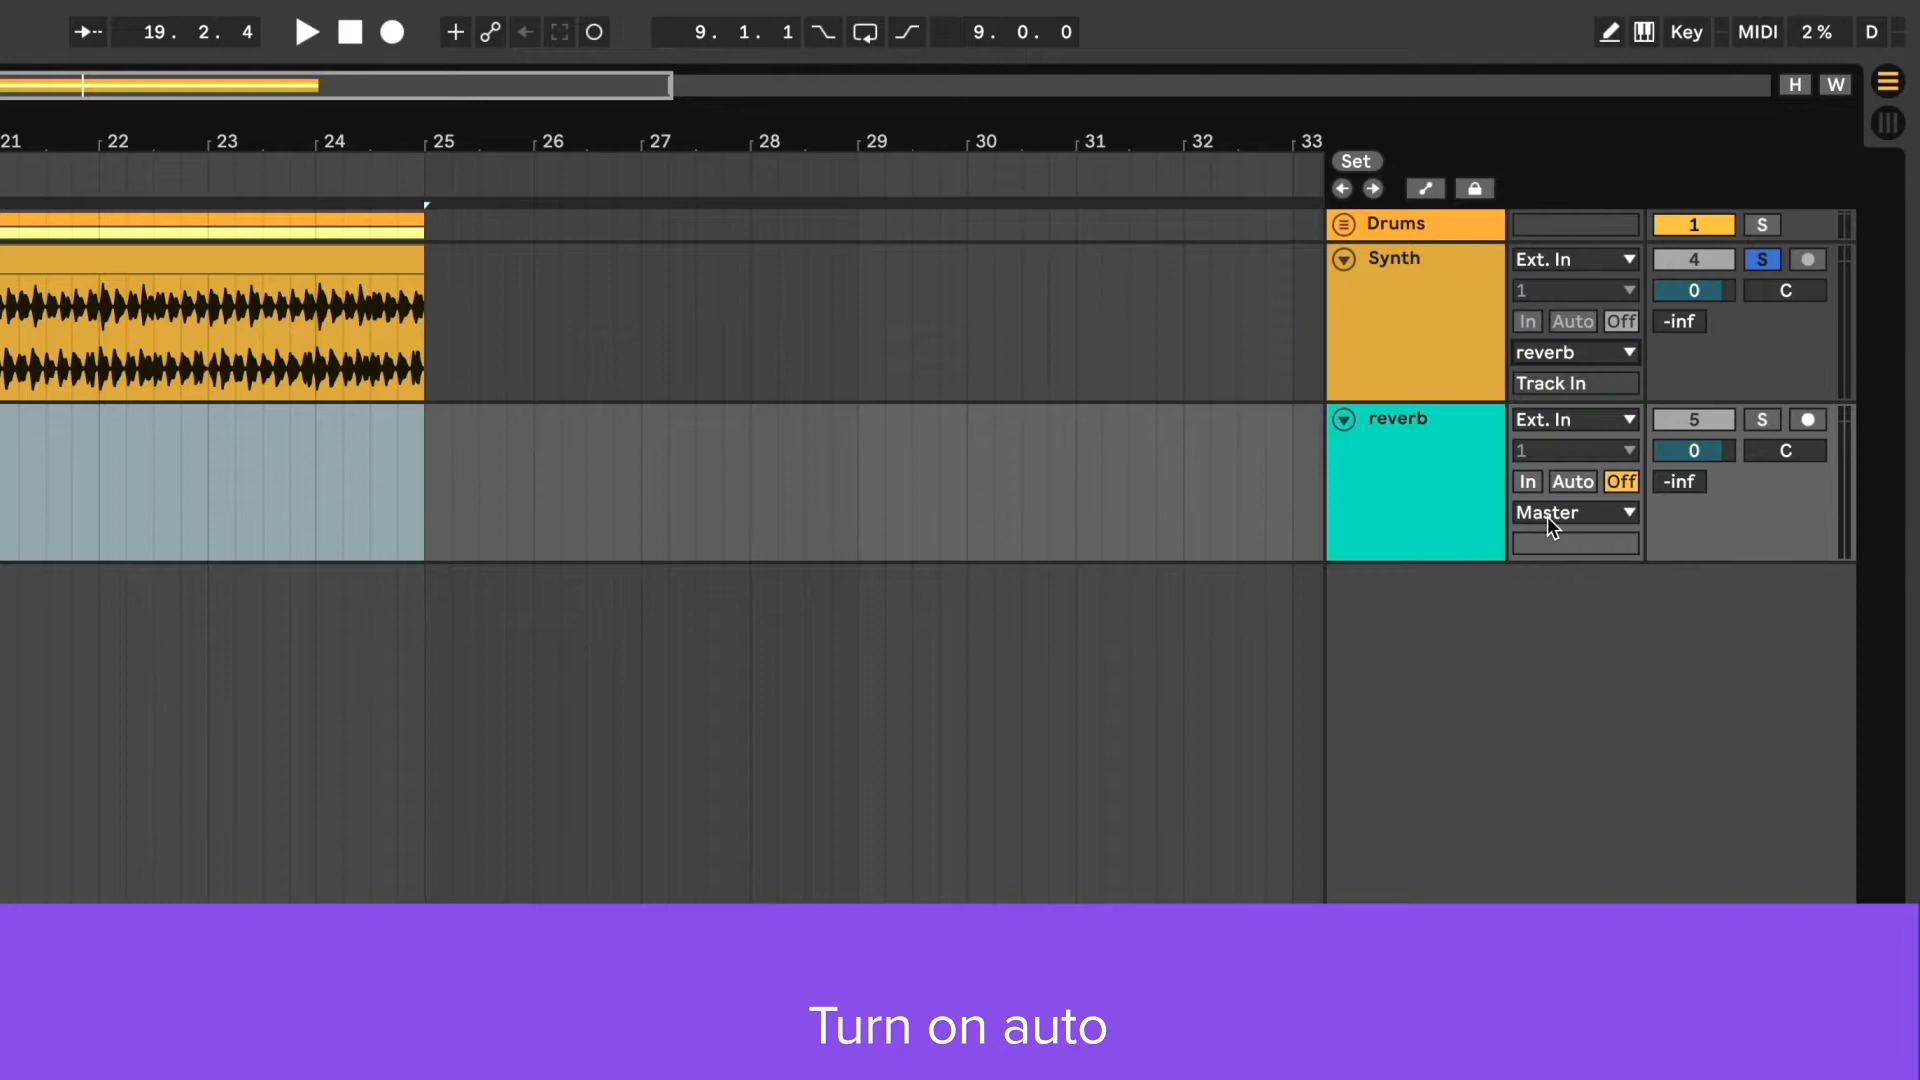 19. 2. 4
9. 1. 1
9. 0. 0
Key
MIDI
2 %
D
H
W
21 22 23 24 25 26 27 28 29 30 31 32 33
Set
Drums
1
S
Synth
Ext. In
4
S
1
0
C
In
Auto
Off
-inf
reverb
Track In
reverb
Ext. In
5
S
1
0
C
In
Auto
Off
-inf
Master
Turn on auto